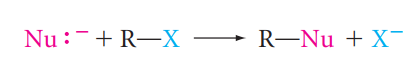 Nu:⁻ + R—X ⟶ R—Nu + X⁻